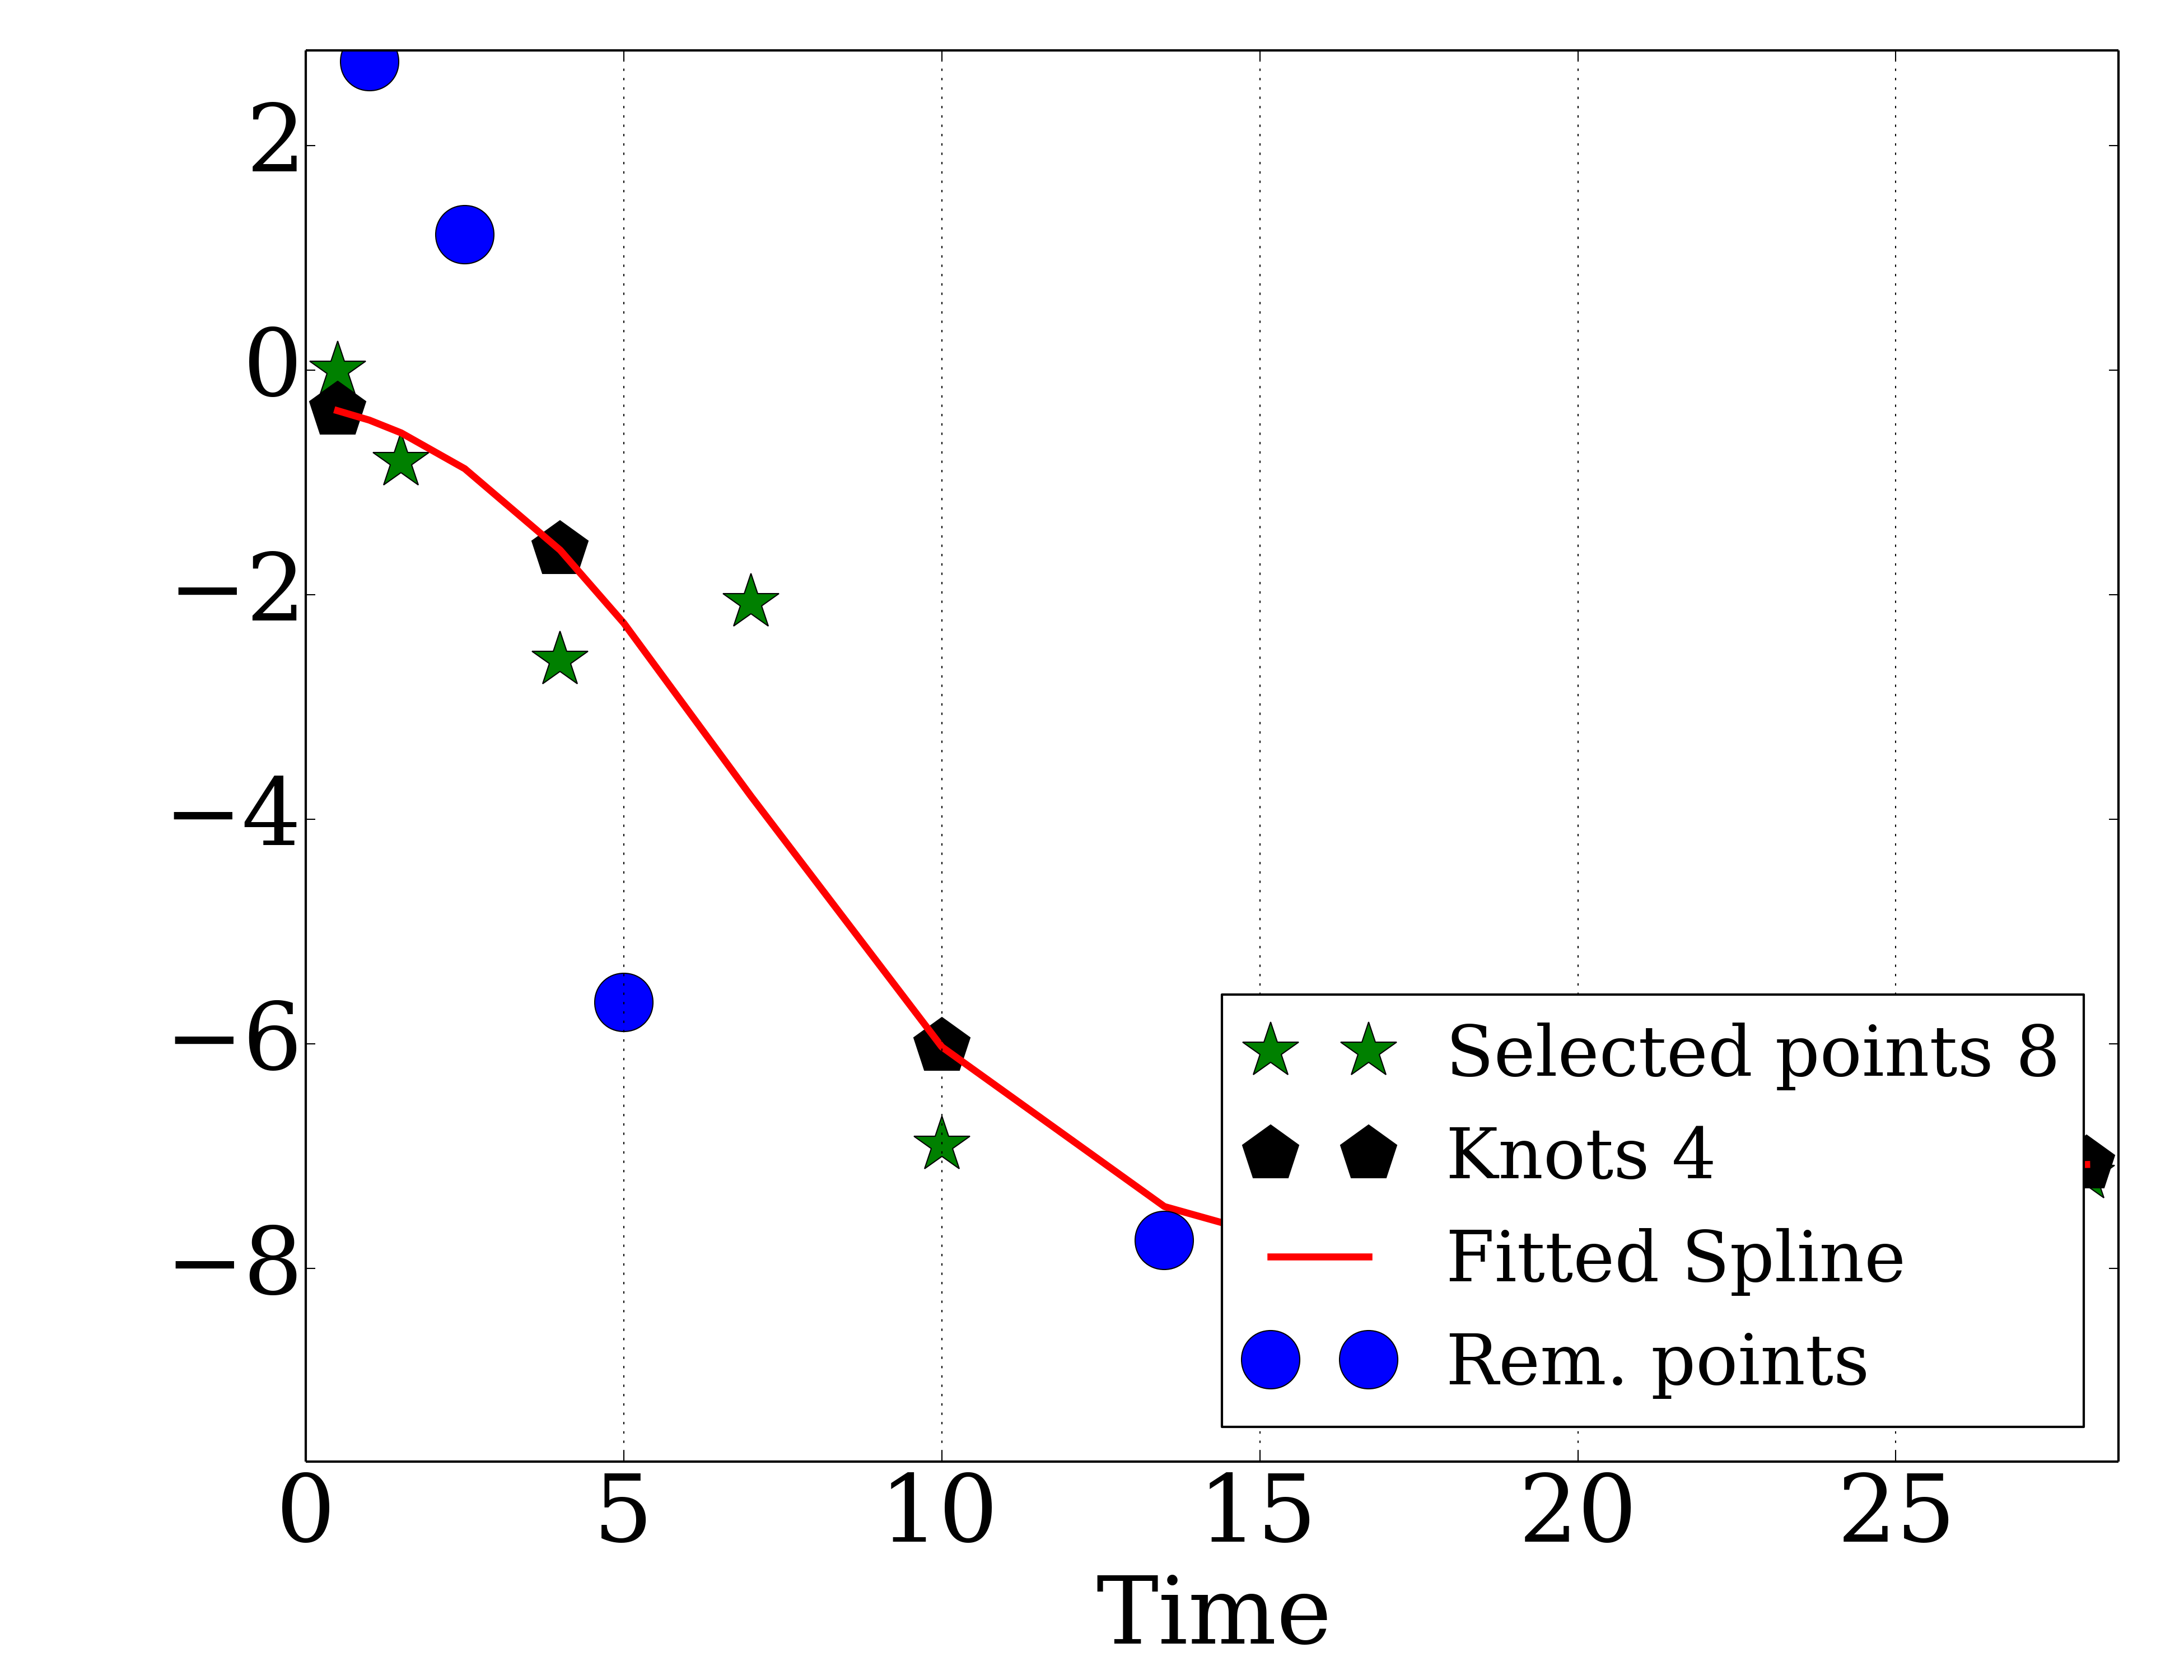 2
0
−2
−4
−6
−8
Selected points 8
Knots 4
Fitted Spline
Rem. points
0 5 10 15 20 25
Time